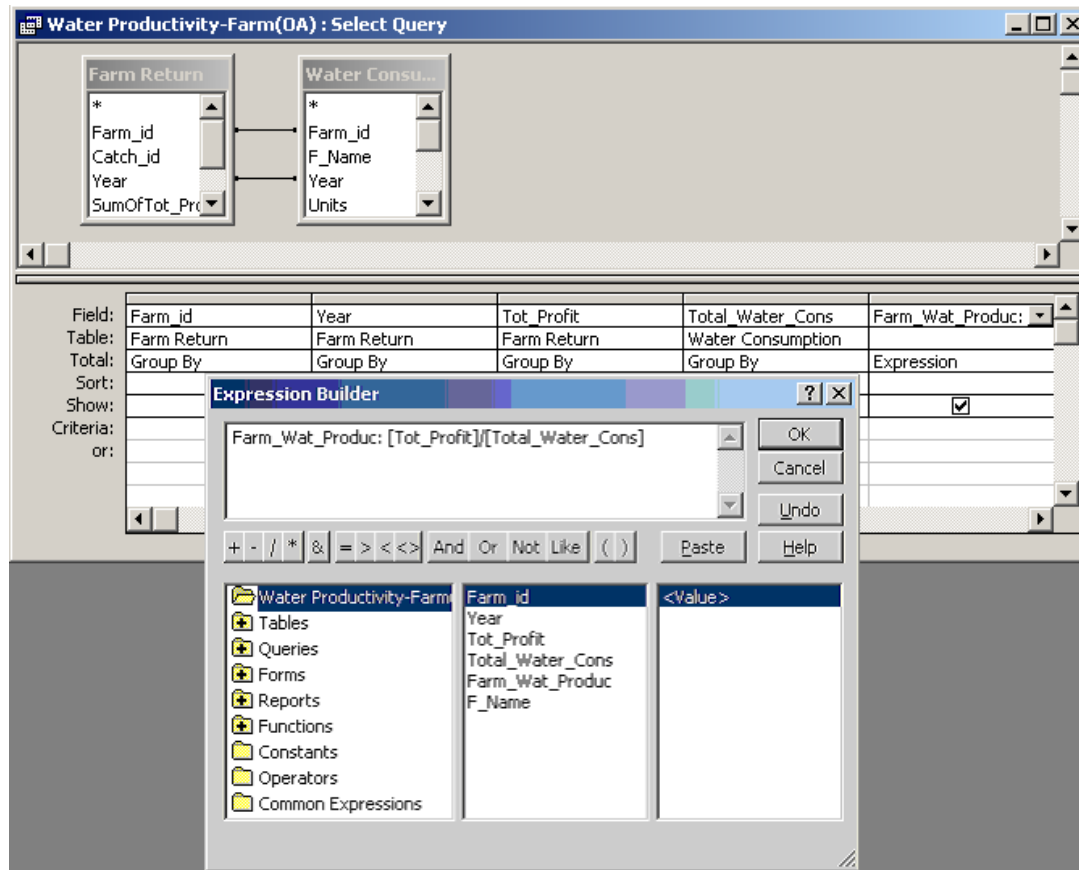 Water Productivity-Farm(OA) : Select Query
Farm Return
*
Farm_id
Catch_id
Year
SumOfTot_Pro
Water Consu...
*
Farm_id
F_Name
Year
Units
Field: Farm_id Year Tot_Profit Total_Water_Cons Farm_Wat_Produc:
Table: Farm Return Farm Return Farm Return Water Consumption
Total: Group By Group By Group By Group By Expression
Sort:
Show:
Criteria:
or:
Expression Builder
Farm_Wat_Produc: [Tot_Profit]/[Total_Water_Cons]
OK
Cancel
Undo
+ - / * & = > < <> And Or Not Like ( ) Paste Help
Water Productivity-Farm(
Tables
Queries
Forms
Reports
Functions
Constants
Operators
Common Expressions
Farm_id
Year
Tot_Profit
Total_Water_Cons
Farm_Wat_Produc
F_Name
<Value>